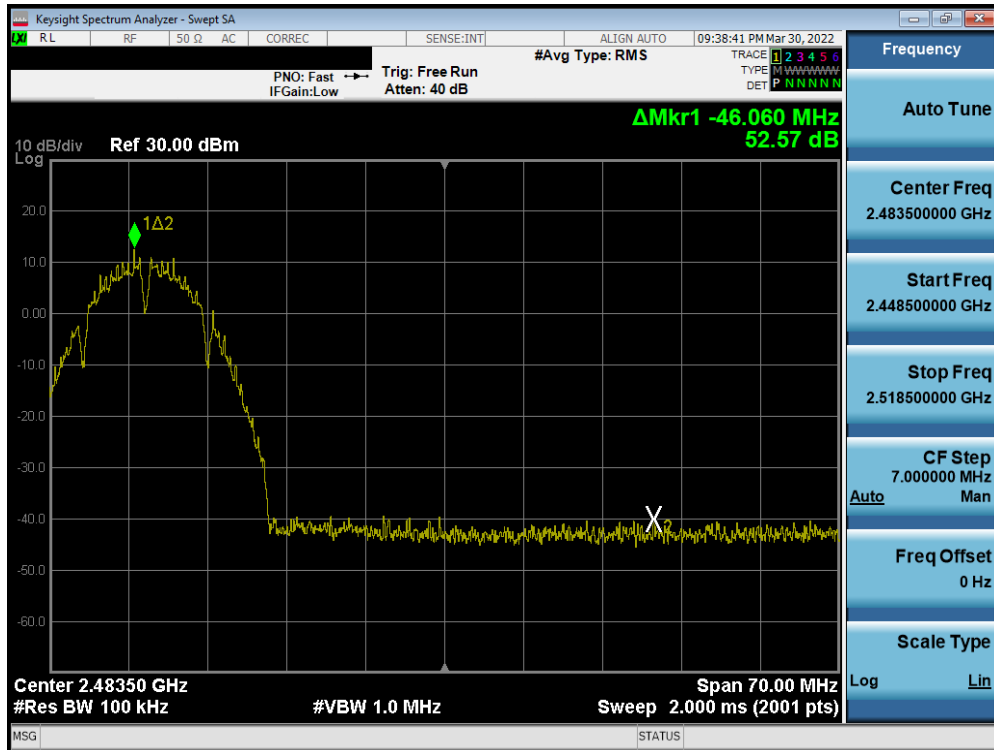 Keysight Spectrum Analyzer - Swept SA
LXI RL RF 50 Ω AC CORREC SENSE:INT ALIGN AUTO 09:38:41 PM Mar 30, 2022
#Avg Type: RMS
TRACE 1 2 3 4 5 6
TYPE M W W W W W
DET P N N N N N
PNO: Fast
IFGain:Low
Trig: Free Run
Atten: 40 dB
ΔMkr1 -46.060 MHz
52.57 dB
10 dB/div
Log
Ref 30.00 dBm
20.0
10.0
0.00
-10.0
-20.0
-30.0
-40.0
-50.0
-60.0
1Δ2
X2
Center 2.48350 GHz
#Res BW 100 kHz
#VBW 1.0 MHz
Span 70.00 MHz
Sweep 2.000 ms (2001 pts)
MSG
STATUS
Frequency
Auto Tune
Center Freq
2.483500000 GHz
Start Freq
2.448500000 GHz
Stop Freq
2.518500000 GHz
CF Step
7.000000 MHz
Auto Man
Freq Offset
0 Hz
Scale Type
Log Lin